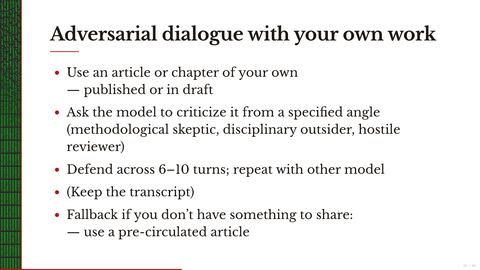 Adversarial dialogue with your own work
• Use an article or chapter of your own
— published or in draft
• Ask the model to criticize it from a specified angle
(methodological skeptic, disciplinary outsider, hostile
reviewer)
• Defend across 6–10 turns; repeat with other model
• (Keep the transcript)
• Fallback if you don’t have something to share:
— use a pre-circulated article